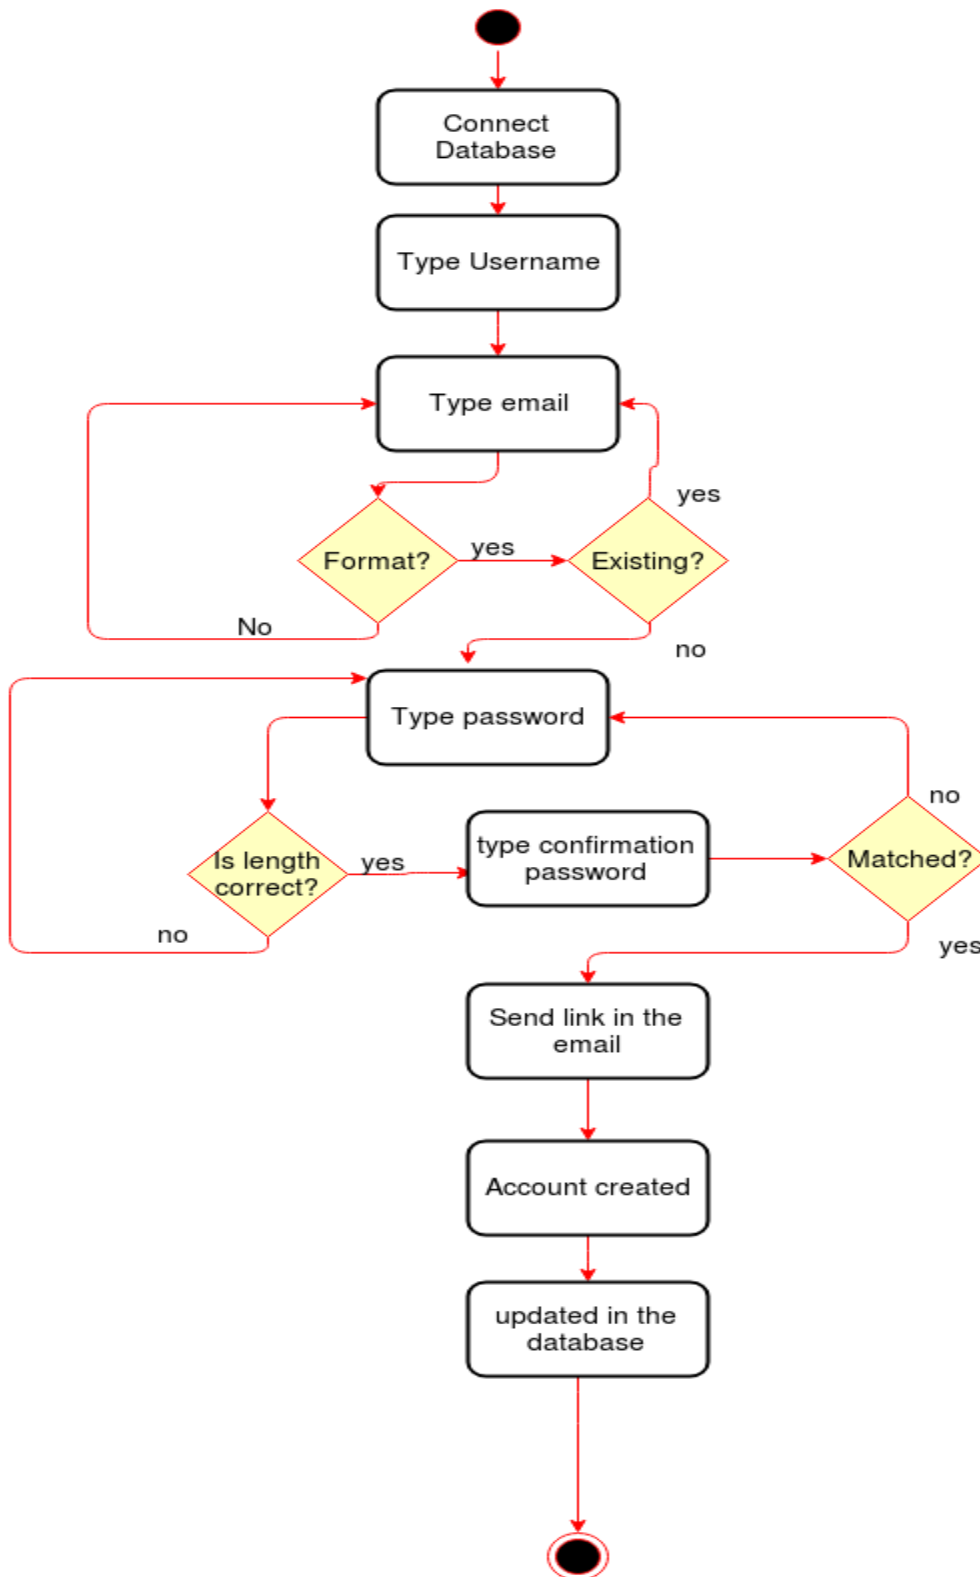 Connect
Database
Type Username
Type email
yes
Format?
yes
Existing?
No
no
Type password
no
type confirmation
password
Matched?
Is length
correct?
yes
no
yes
Send link in the
email
Account created
updated in the
database